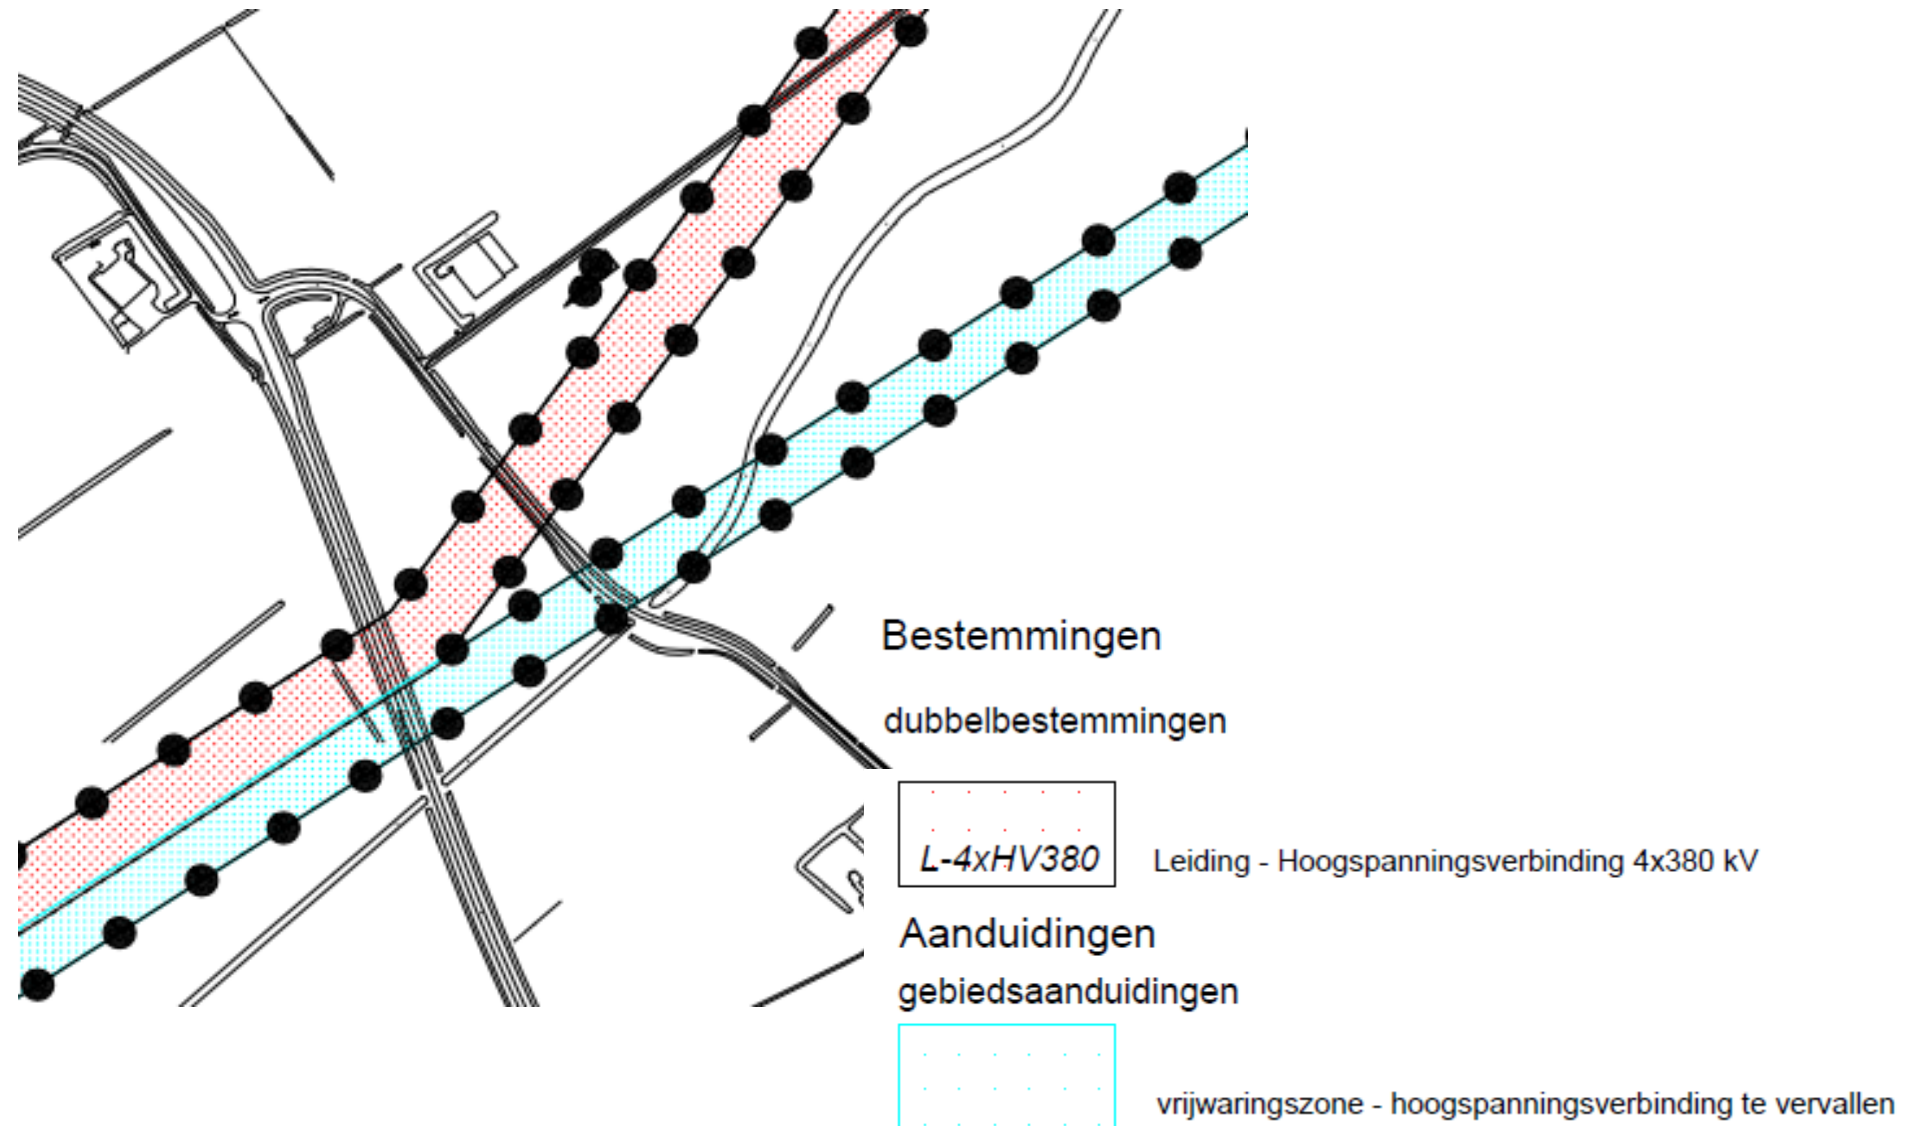 Bestemmingen
dubbelbestemmingen
L-4xHV380
Leiding - Hoogspanningsverbinding 4x380 kV
Aanduidingen
gebiedsaanduidingen
vrijwaringszone - hoogspanningsverbinding te vervallen